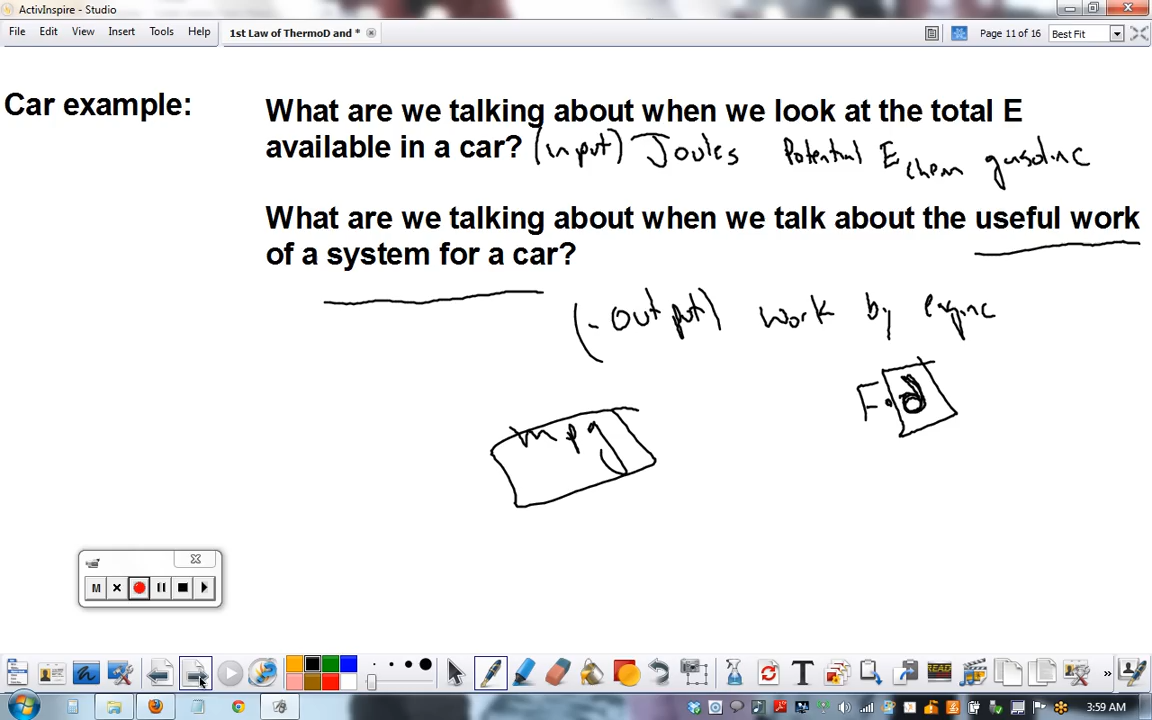 ActivInspire - Studio
File Edit View Insert Tools Help 1st Law of ThermoD and * Page 11 of 16 Best Fit
Car example: What are we talking about when we look at the total E
available in a car? (input) Joules Potential E chem gasoline
What are we talking about when we talk about the useful work
of a system for a car?
(- output) work by engine
F·d
mpg
M
T READ »
3:59 AM